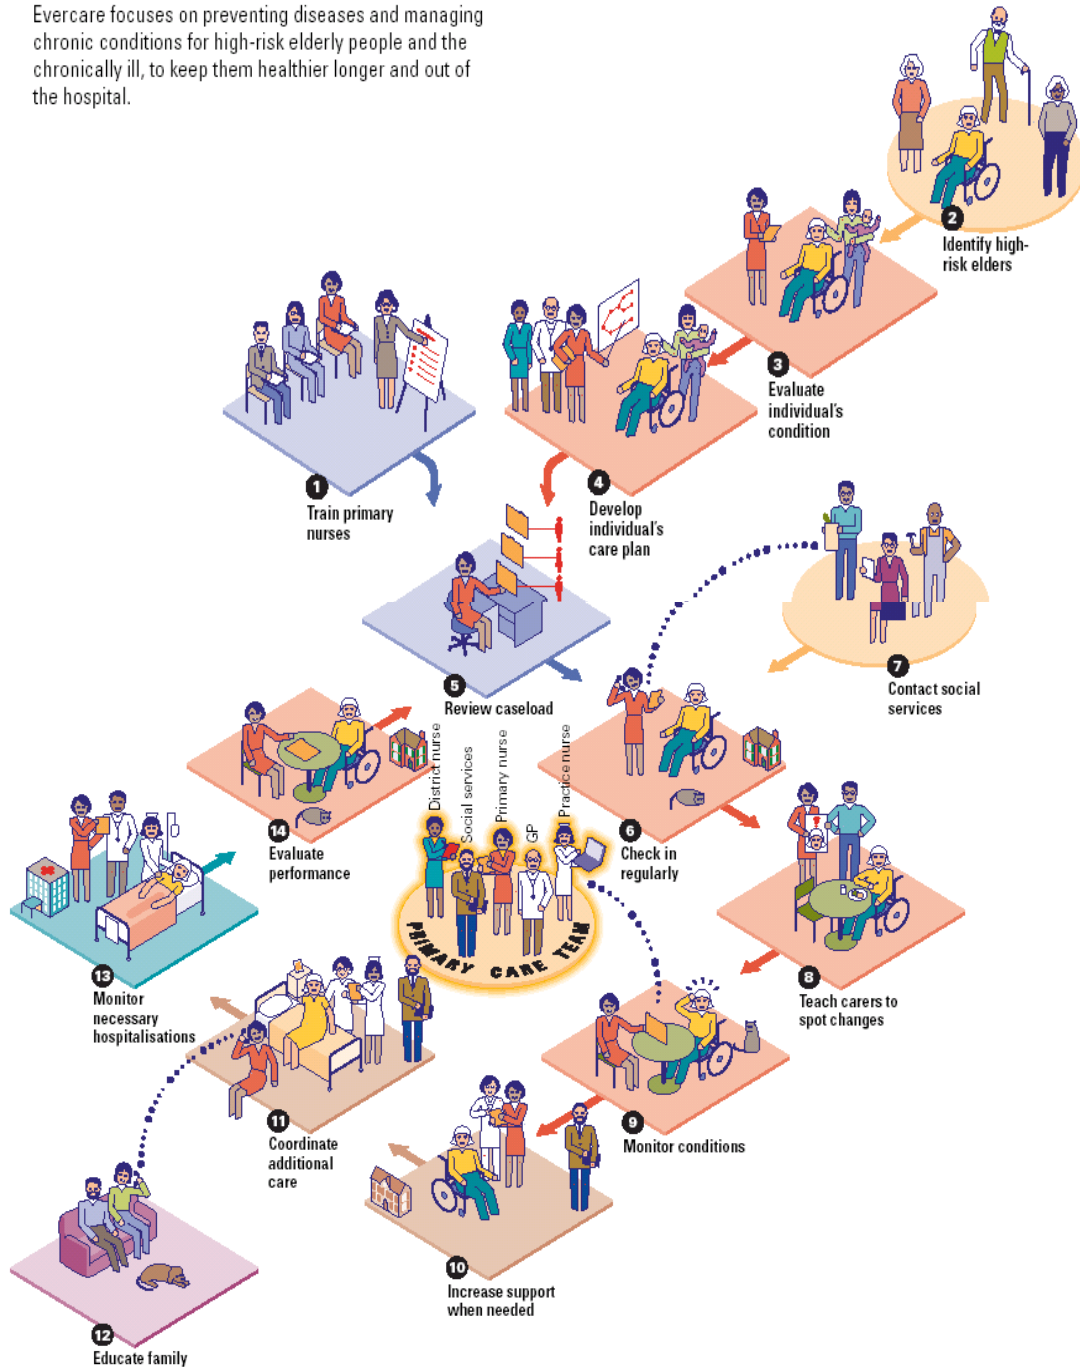 Evercare focuses on preventing diseases and managing
chronic conditions for high-risk elderly people and the
chronically ill, to keep them healthier longer and out of
the hospital.
2
Identify high-
risk elders
3
Evaluate
individual's
condition
1
Train primary
nurses
4
Develop
individual's
care plan
5
Review caseload
7
Contact social
services
6
Check in
regularly
14
Evaluate
performance
District nurse
Social services
Primary nurse
GP
Practice nurse
PRIMARY CARE TEAM
13
Monitor
necessary
hospitalisations
8
Teach carers to
spot changes
9
Monitor conditions
11
Coordinate
additional
care
10
Increase support
when needed
12
Educate family